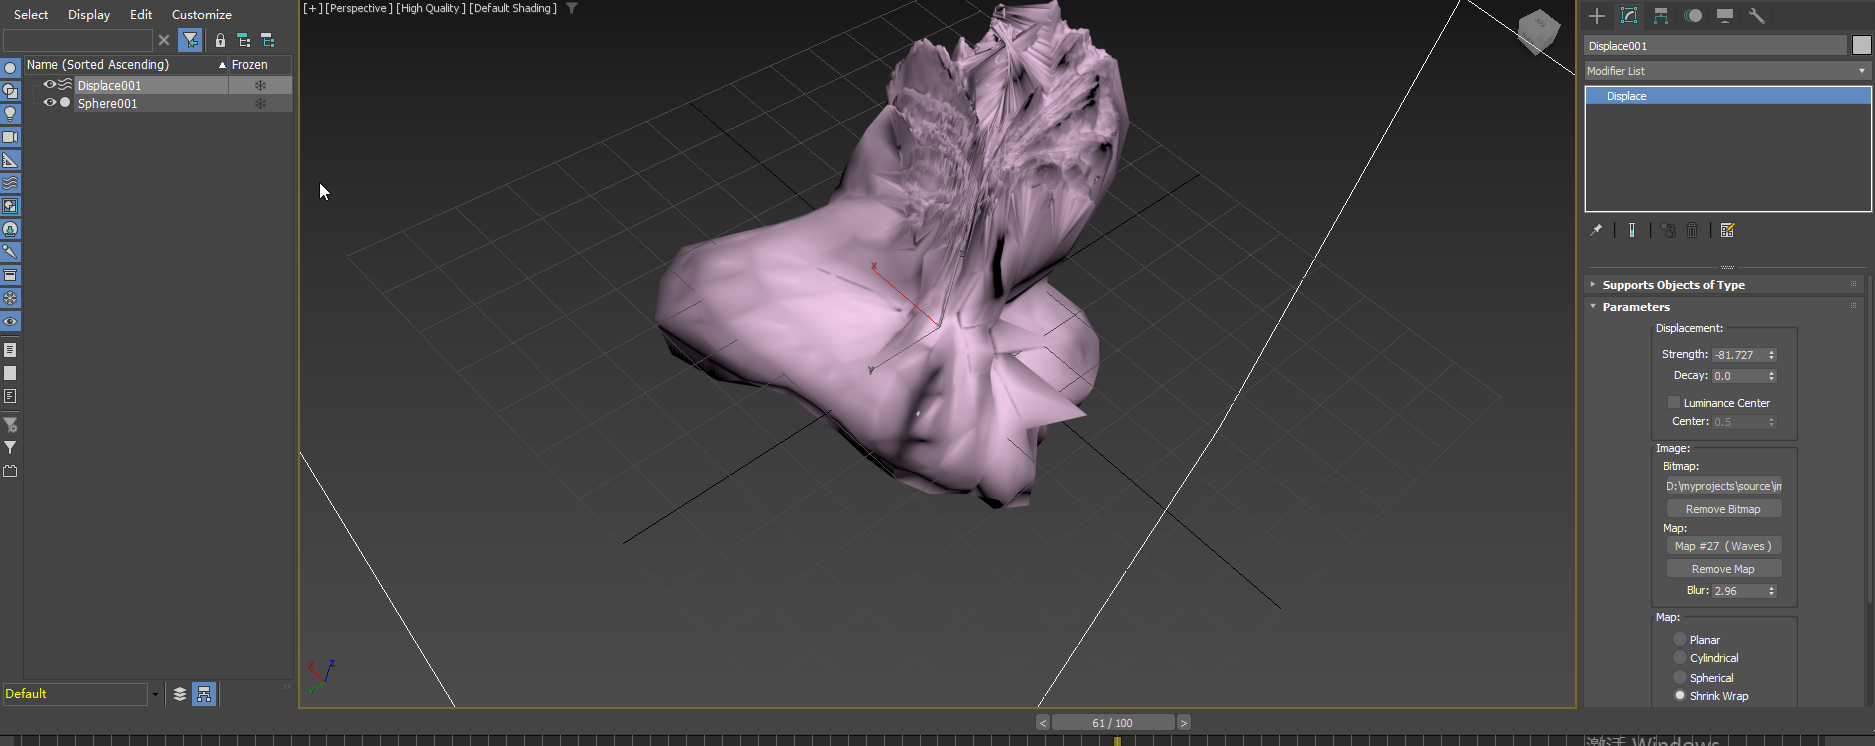 Select Display Edit Customize
Name (Sorted Ascending) Frozen
Displace001
Sphere001
Default
[+] [Perspective] [High Quality] [Default Shading]
TOP
x
z
y
x
z
y
61 / 100
Displace001
Modifier List
Displace
Supports Objects of Type
Parameters
Displacement:
Strength: -81.727
Decay: 0.0
Luminance Center
Center: 0.5
Image:
Bitmap:
D:\myprojects\source\im
Remove Bitmap
Map:
Map #27 ( Waves )
Remove Map
Blur: 2.96
Map:
Planar
Cylindrical
Spherical
Shrink Wrap
激活 Windows